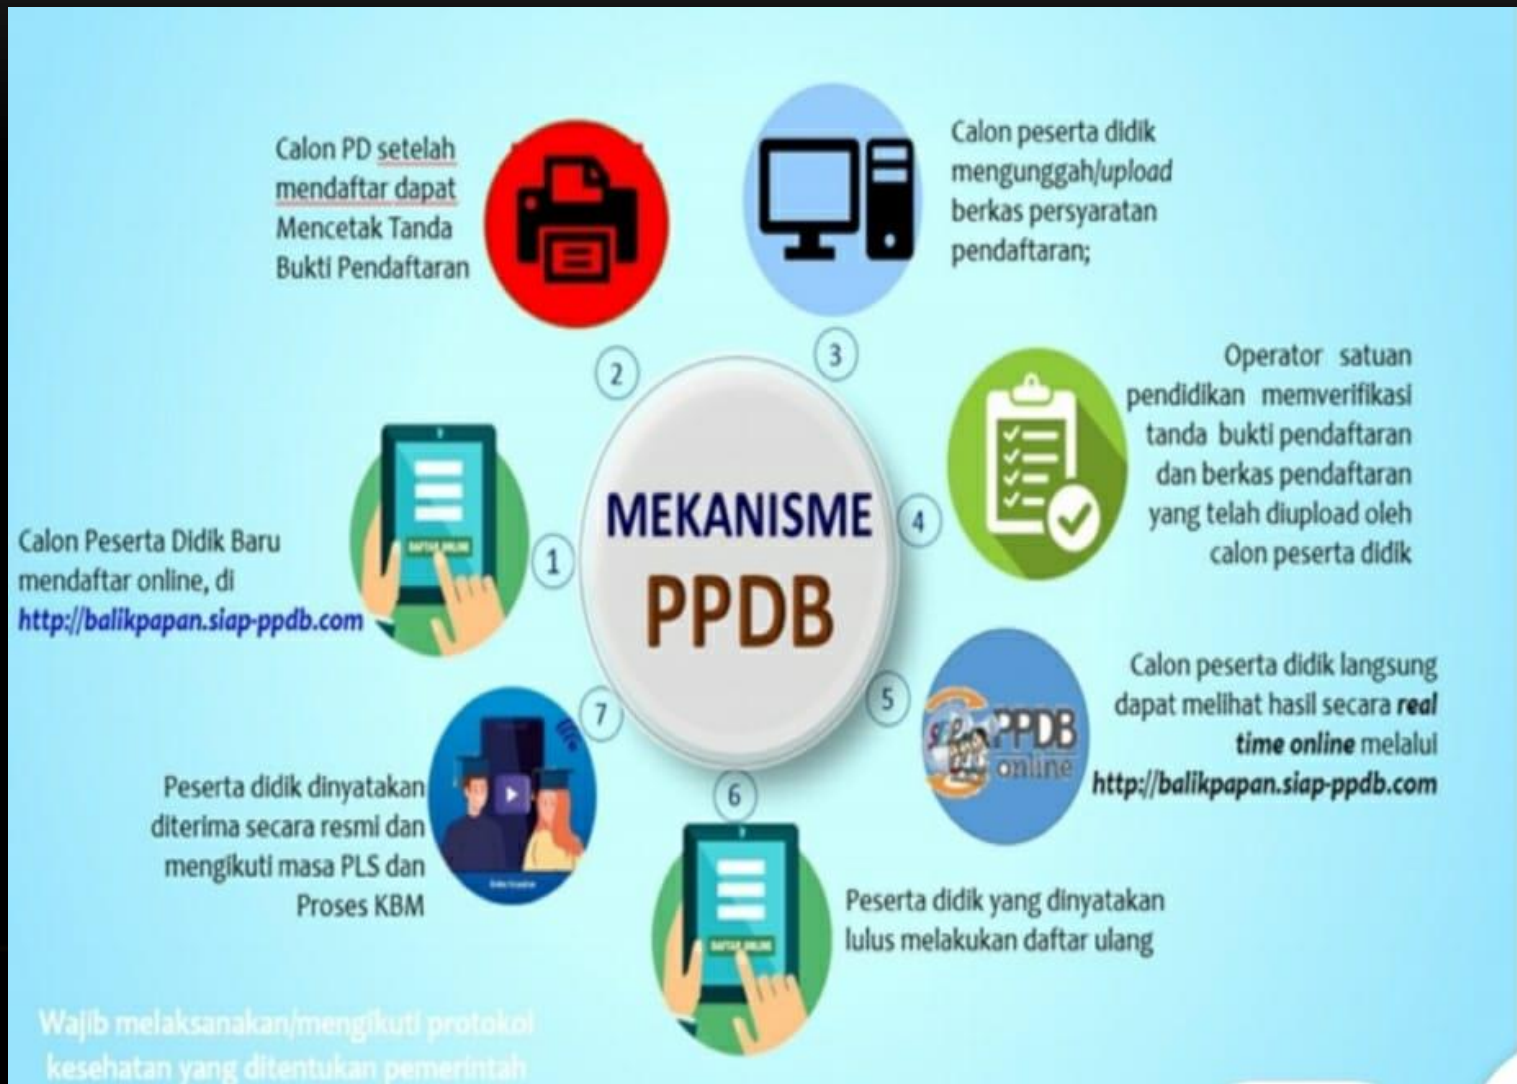 MEKANISME
PPDB
1
Calon Peserta Didik Baru
mendaftar online, di
http://balikpapan.siap-ppdb.com
DAFTAR ONLINE
2
Calon PD setelah
mendaftar dapat
Mencetak Tanda
Bukti Pendaftaran
3
Calon peserta didik
mengunggah/upload
berkas persyaratan
pendaftaran;
4
Operator satuan
pendidikan memverifikasi
tanda bukti pendaftaran
dan berkas pendaftaran
yang telah diupload oleh
calon peserta didik
5
PPDB
online
Calon peserta didik langsung
dapat melihat hasil secara real
time online melalui
http://balikpapan.siap-ppdb.com
6
DAFTAR ONLINE
Peserta didik yang dinyatakan
lulus melakukan daftar ulang
7
Peserta didik dinyatakan
diterima secara resmi dan
mengikuti masa PLS dan
Proses KBM
Wajib melaksanakan/mengikuti protokol
kesehatan yang ditentukan pemerintah